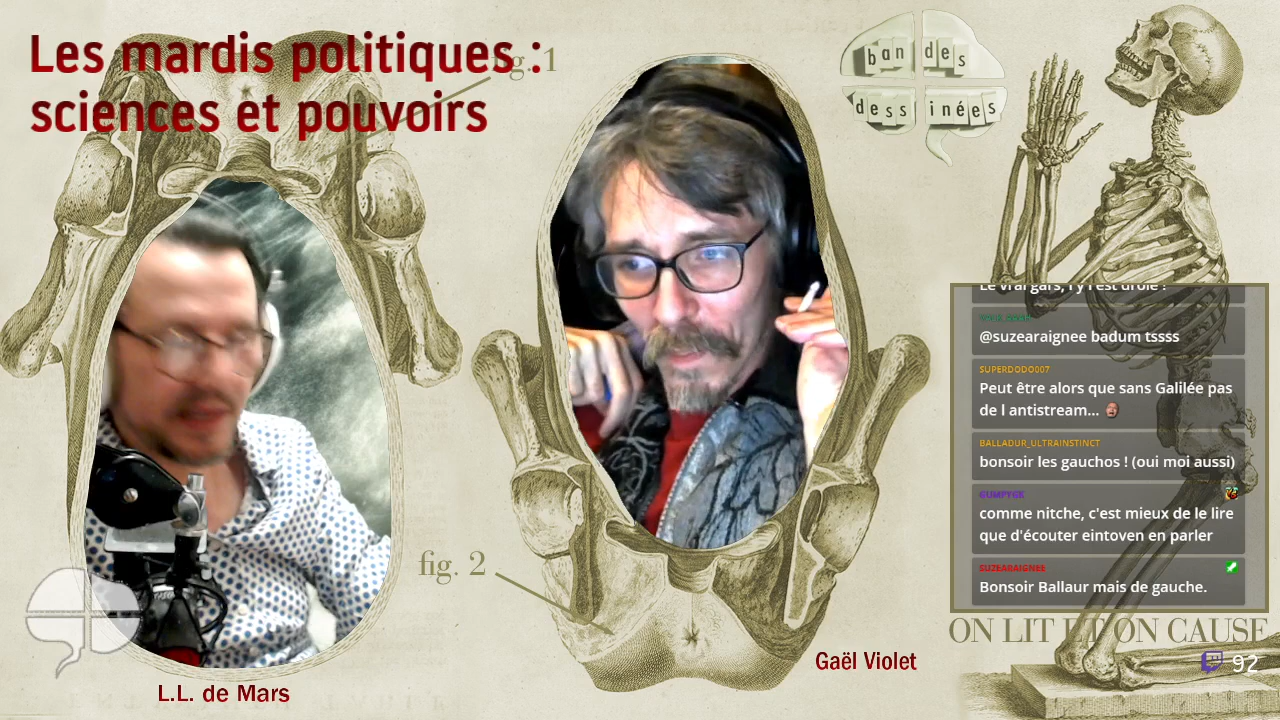 Les mardis politiques :
sciences et pouvoirs
fig. 1
ban des
dess inées
@suzearaignee badum tssss
SUPERDODO007
Peut être alors que sans Galilée pas
de l antistream...
BALLADUR_ULTRAINSTINCT
bonsoir les gauchos ! (oui moi aussi)
GUMPYGE
comme nitche, c'est mieux de le lire
que d'écouter eintoven en parler
SUZEARAIGNEE
Bonsoir Ballaur mais de gauche.
fig. 2
ON LIT ET ON CAUSE
92
Gaël Violet
L.L. de Mars